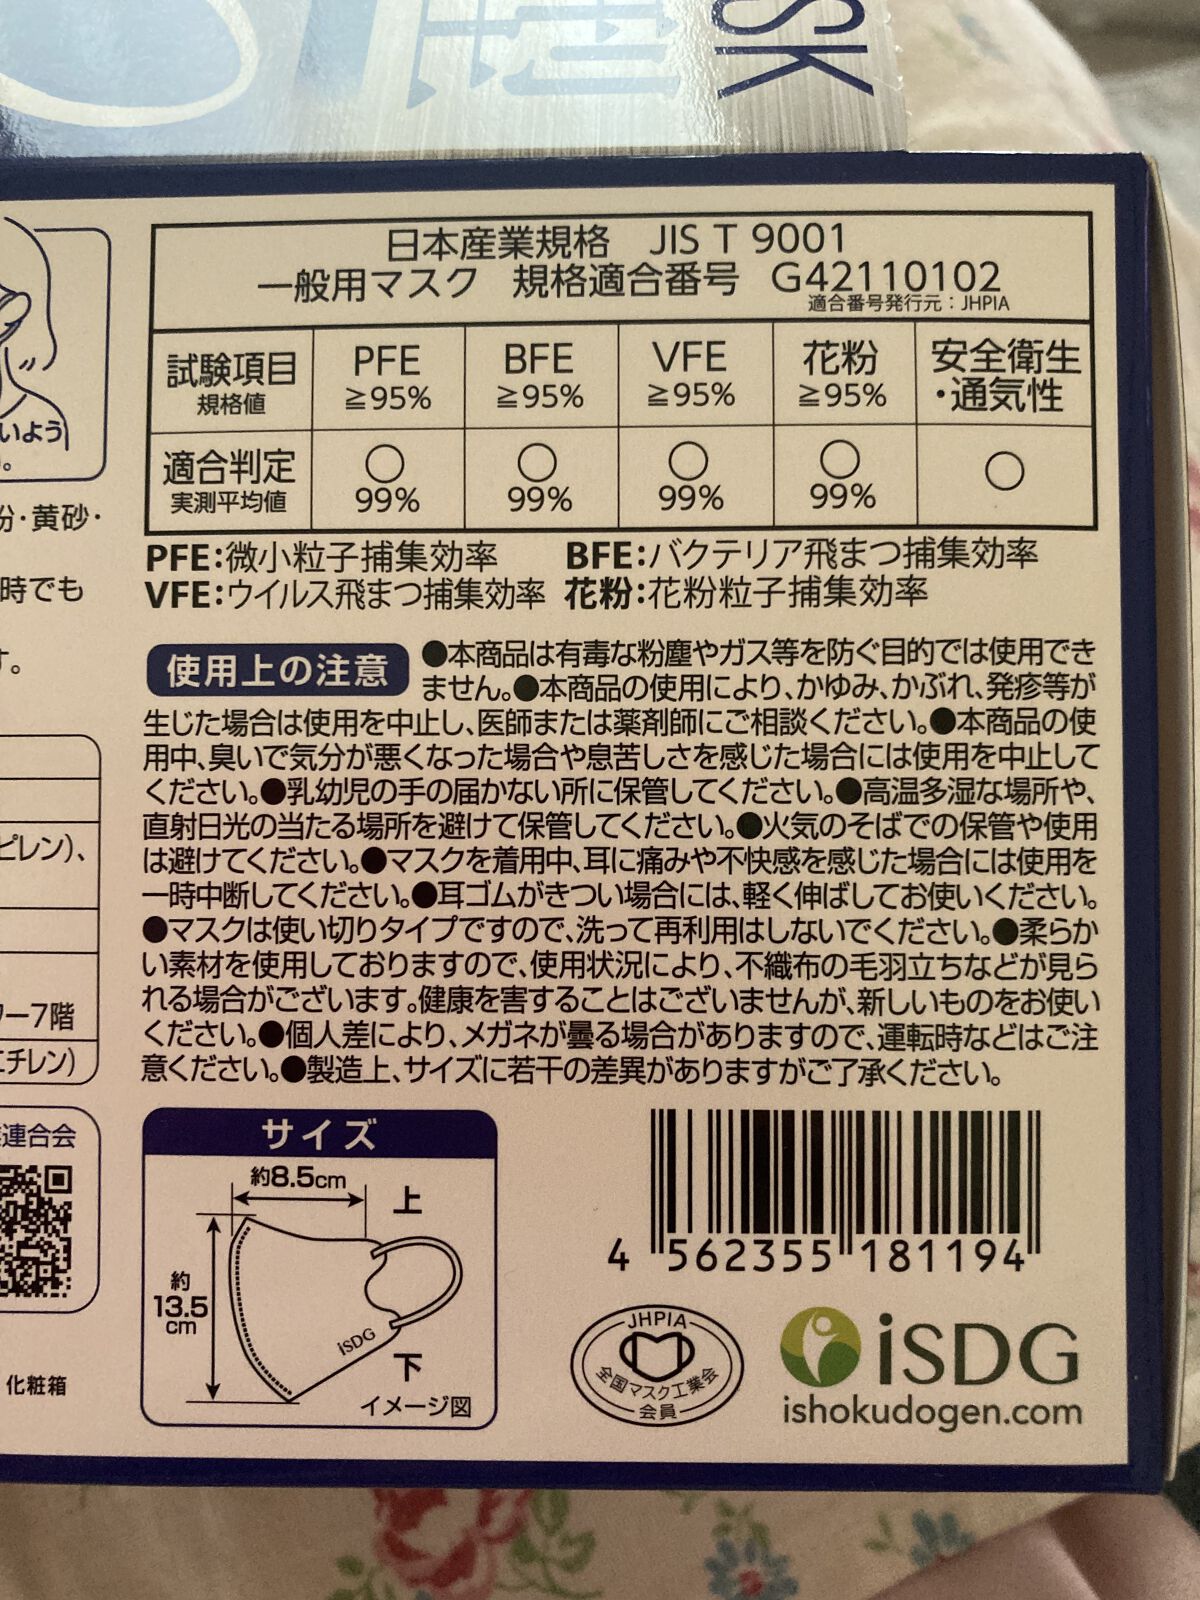 SK
日本産業規格 JIS T 9001
一般用マスク 規格適合番号 G42110102
適合番号発行元：JHPIA
試験項目 PFE BFE VFE 花粉 安全衛生
規格値 ≧95% ≧95% ≧95% ≧95% ・通気性
適合判定 ○ ○ ○ ○ ○
実測平均値 99% 99% 99% 99%
PFE：微小粒子捕集効率 BFE：バクテリア飛まつ捕集効率
VFE：ウイルス飛まつ捕集効率 花粉：花粉粒子捕集効率
使用上の注意 ●本商品は有毒な粉塵やガス等を防ぐ目的では使用でき
ません。●本商品の使用により、かゆみ、かぶれ、発疹等が
生じた場合は使用を中止し、医師または薬剤師にご相談ください。●本商品の使
用中、臭いで気分が悪くなった場合や息苦しさを感じた場合には使用を中止して
ください。●乳幼児の手の届かない所に保管してください。●高温多湿な場所や、
直射日光の当たる場所を避けて保管してください。●火気のそばでの保管や使用
は避けてください。●マスクを着用中、耳に痛みや不快感を感じた場合には使用を
一時中断してください。●耳ゴムがきつい場合には、軽く伸ばしてお使いください。
●マスクは使い切りタイプですので、洗って再利用はしないでください。●柔らか
い素材を使用しておりますので、使用状況により、不織布の毛羽立ちなどが見ら
れる場合がございます。健康を害することはございませんが、新しいものをお使い
ください。●個人差により、メガネが曇る場合がありますので、運転時などはご注
意ください。●製造上、サイズに若干の差異がありますがご了承ください。
いよう
。
粉・黄砂・
時でも
す。
ピレン）、
ワー7階
エチレン）
連合会
化粧箱
サイズ
約8.5cm
上
約
13.5
cm
iSDG
下
イメージ図
4 562355 181194
JHPIA
全国マスク工業会
会員
iSDG
ishokudogen.com